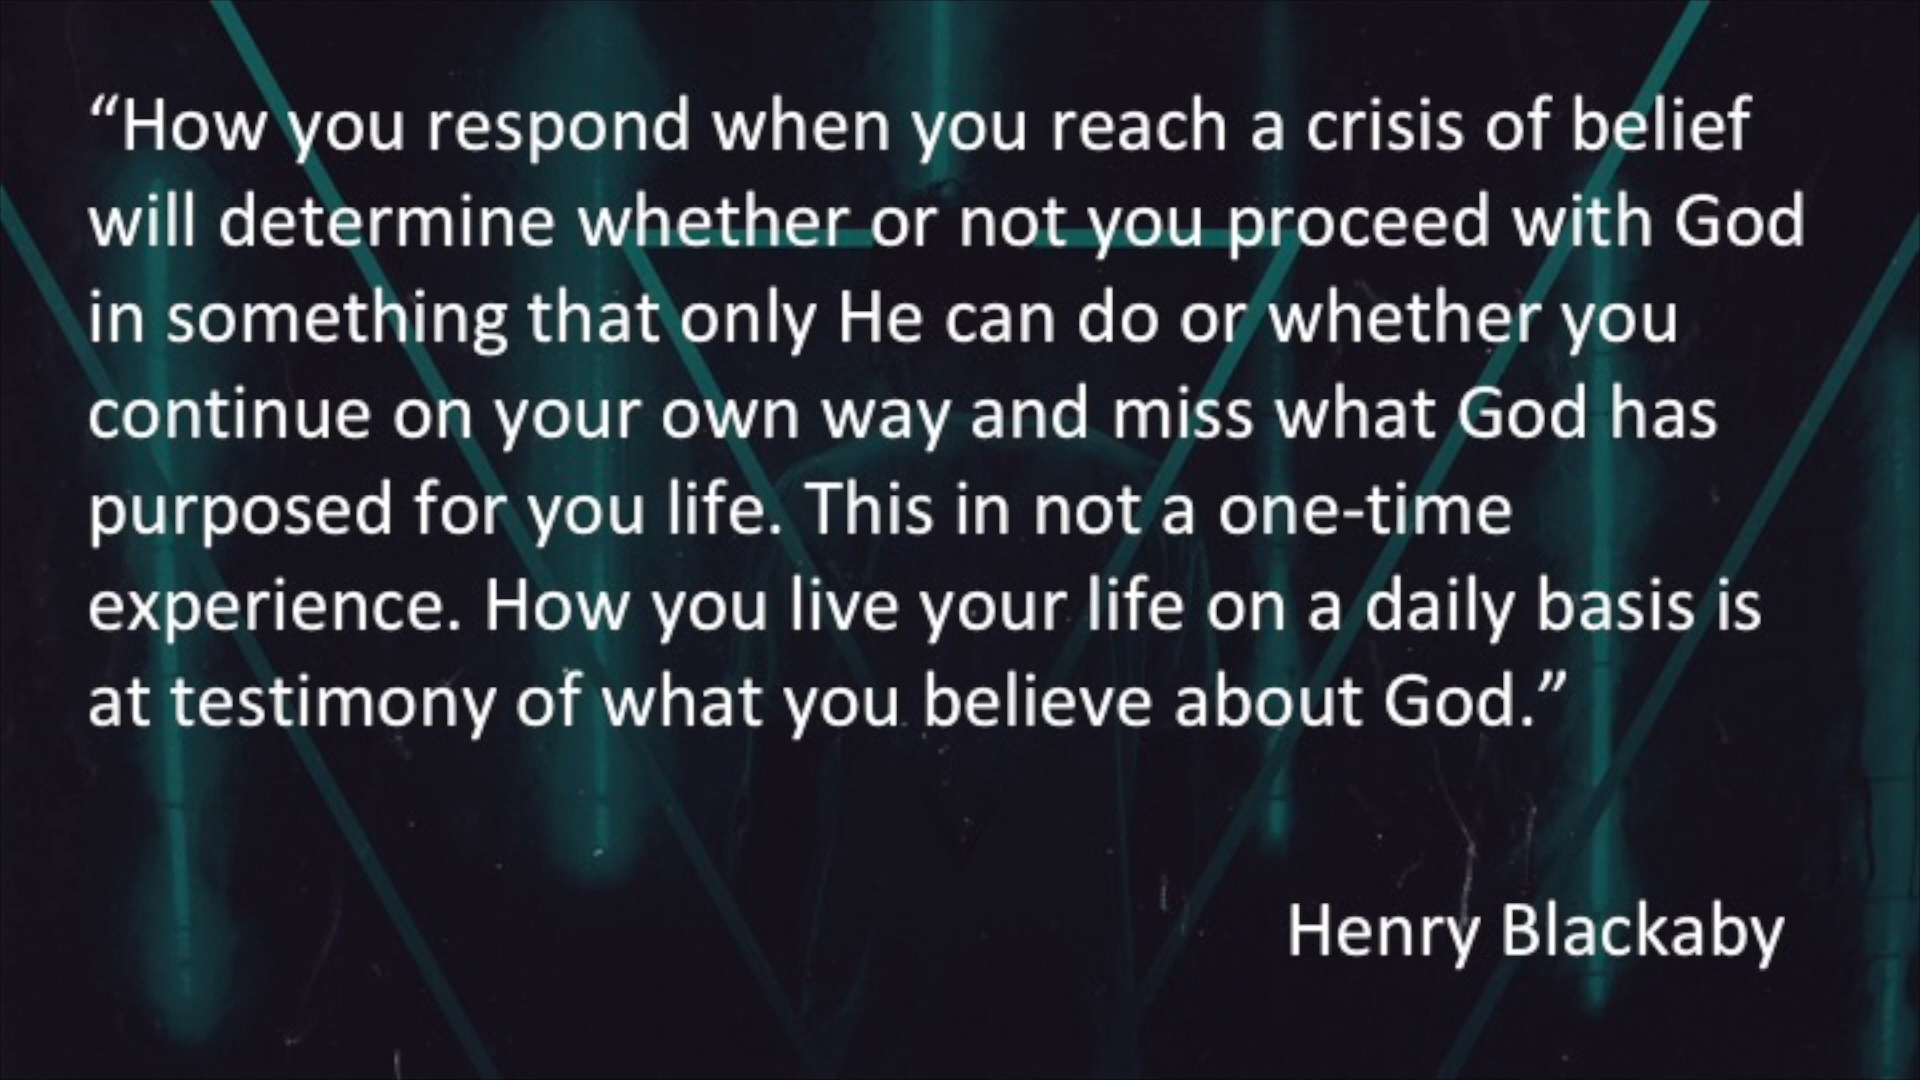 “How you respond when you reach a crisis of belief
will determine whether or not you proceed with God
in something that only He can do or whether you
continue on your own way and miss what God has
purposed for you life. This in not a one-time
experience. How you live your life on a daily basis is
at testimony of what you believe about God.”
Henry Blackaby